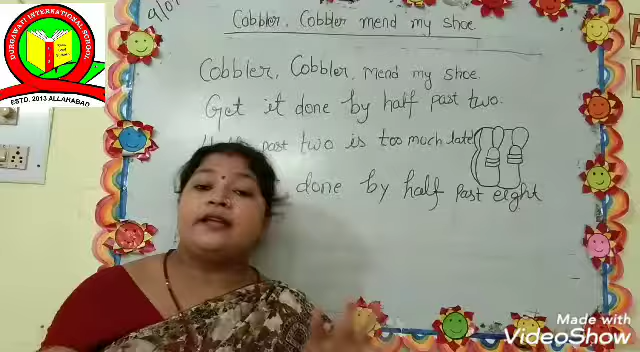 DURGAWATI INTERNATIONAL SCHOOL
ESTD. 2013 ALLAHABAD
Cobbler, Cobbler mend my shoe
Cobbler, Cobbler, mend my shoe.
Get it done by half past two.
past two is too much late
done by half past eight
Made with
VideoShow